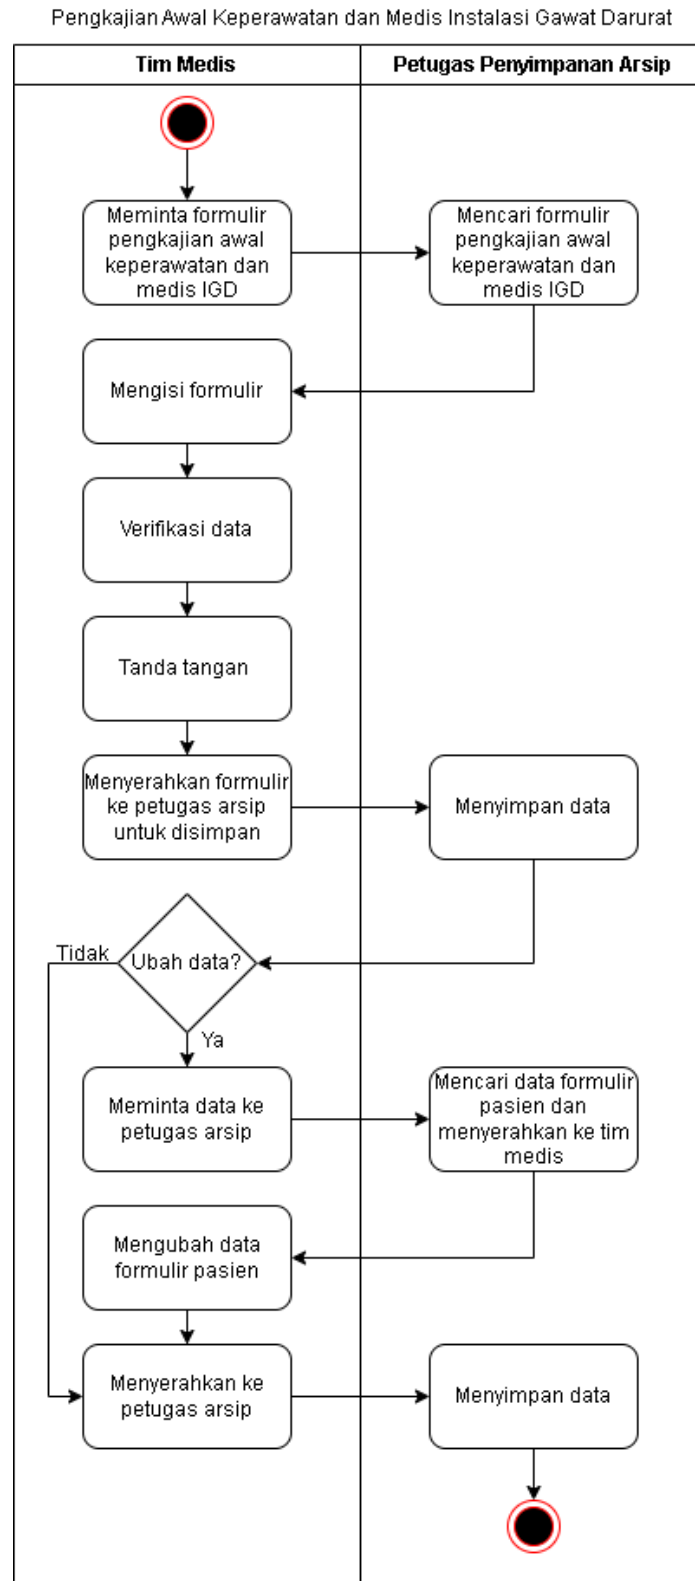 Pengkajian Awal Keperawatan dan Medis Instalasi Gawat Darurat
Tim Medis
Petugas Penyimpanan Arsip
Meminta formulir
pengkajian awal
keperawatan dan
medis IGD
Mencari formulir
pengkajian awal
keperawatan dan
medis IGD
Mengisi formulir
Verifikasi data
Tanda tangan
Menyerahkan formulir
ke petugas arsip
untuk disimpan
Menyimpan data
Tidak
Ubah data?
Ya
Meminta data ke
petugas arsip
Mencari data formulir
pasien dan
menyerahkan ke tim
medis
Mengubah data
formulir pasien
Menyerahkan ke
petugas arsip
Menyimpan data